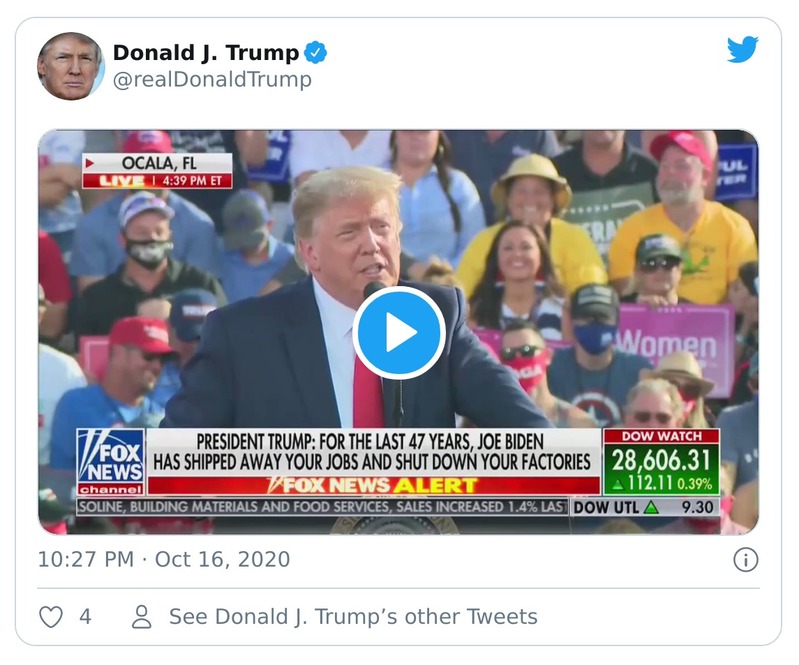 Donald J. Trump
@realDonaldTrump
OCALA, FL
LIVE | 4:39 PM ET
Women
FOX
NEWS
channel
PRESIDENT TRUMP: FOR THE LAST 47 YEARS, JOE BIDEN
HAS SHIPPED AWAY YOUR JOBS AND SHUT DOWN YOUR FACTORIES
FOX NEWS ALERT
DOW WATCH
28,606.31
112.11 0.39%
SOLINE, BUILDING MATERIALS AND FOOD SERVICES, SALES INCREASED 1.4% LAS
DOW UTL 9.30
10:27 PM · Oct 16, 2020
4
See Donald J. Trump’s other Tweets